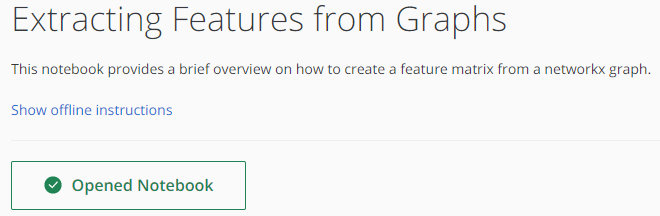 Extracting Features from Graphs
This notebook provides a brief overview on how to create a feature matrix from a networkx graph.
Show offline instructions
Opened Notebook